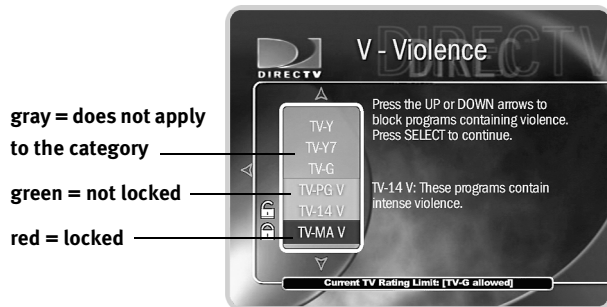 DIRECTV
V - Violence
gray = does not apply
to the category
green = not locked
red = locked
TV-Y
TV-Y7
TV-G
TV-PG V
TV-14 V
TV-MA V
Press the UP or DOWN arrows to
block programs containing violence.
Press SELECT to continue.
TV-14 V: These programs contain
intense violence.
Current TV Rating Limit: [TV-G allowed]
DIRECTV